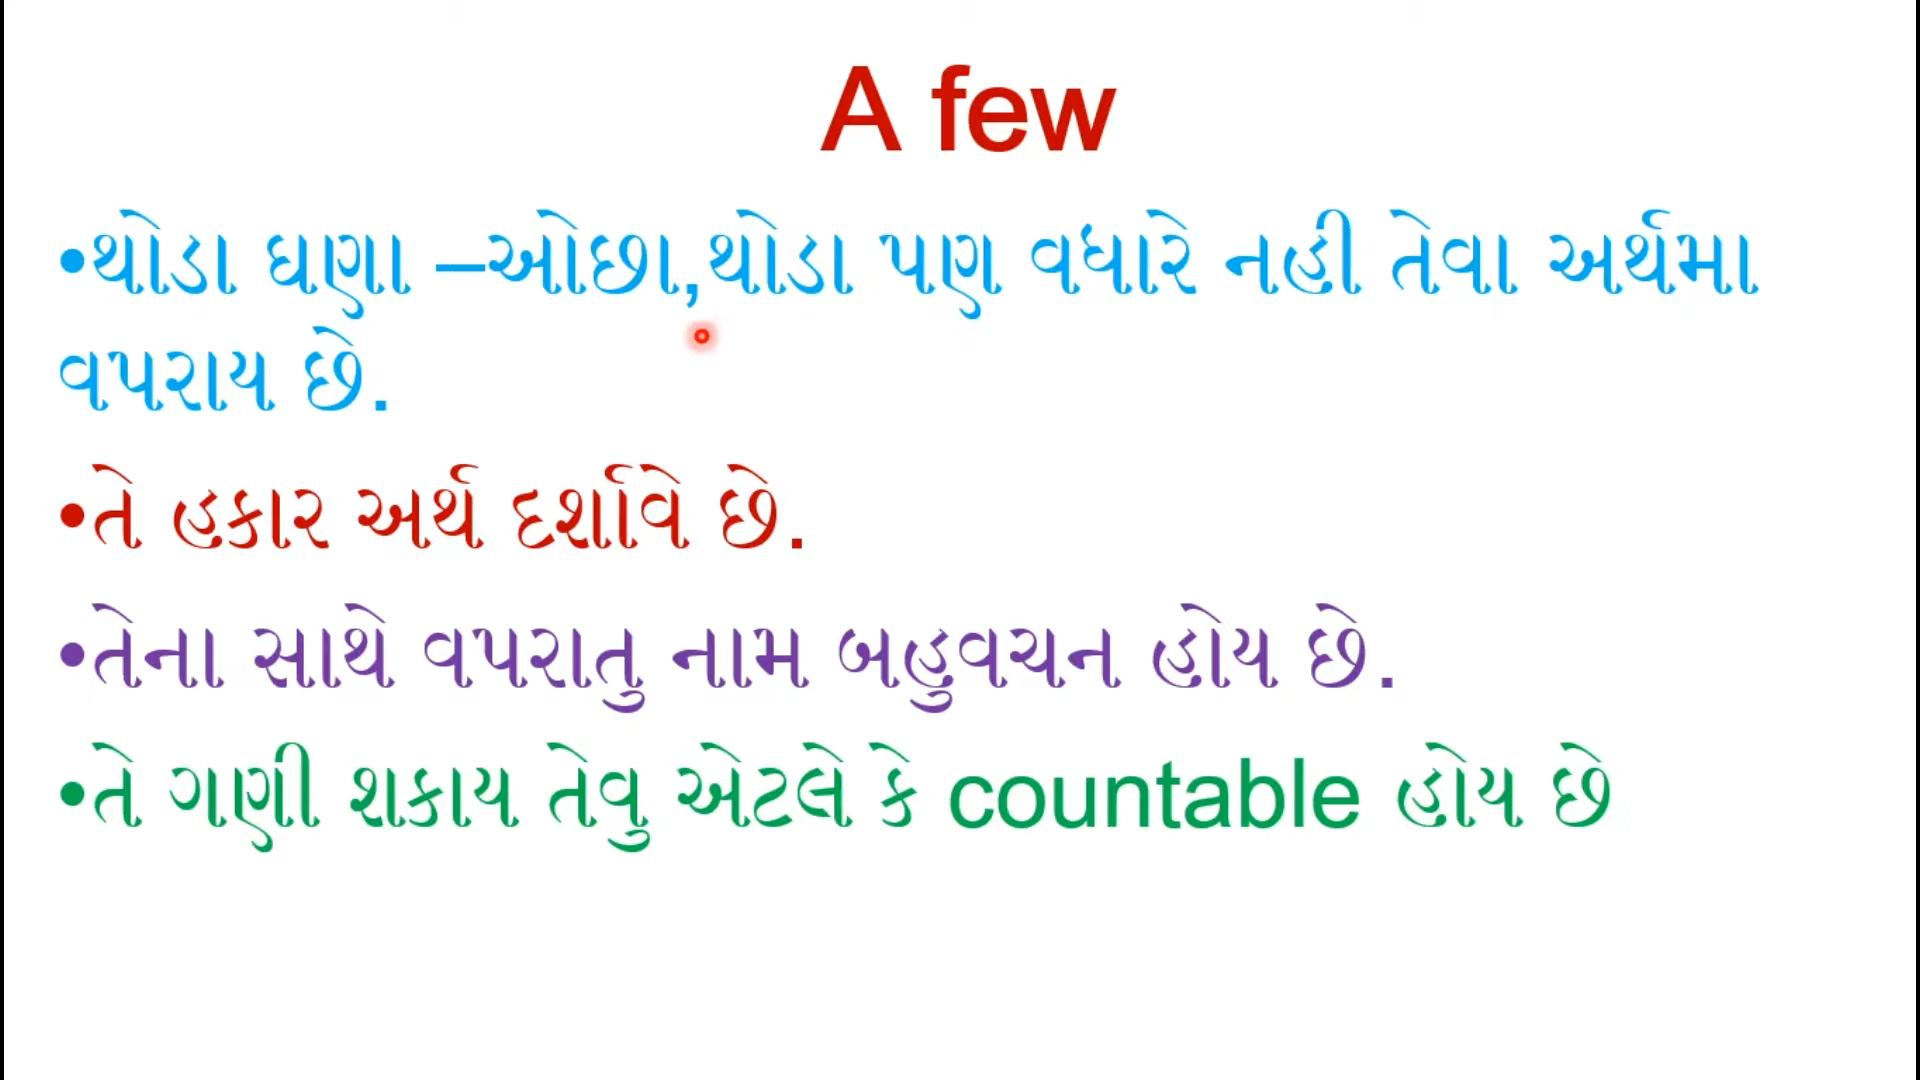 A few
•થોડા ઘણા –ઓછા,થોડા પણ વધારે નહી તેવા અર્થમા
વપરાય છે.
•તે હકાર અર્થ દર્શાવે છે.
•તેના સાથે વપરાતુ નામ બહુવચન હોય છે.
•તે ગણી શકાય તેવુ એટલે કે countable હોય છે